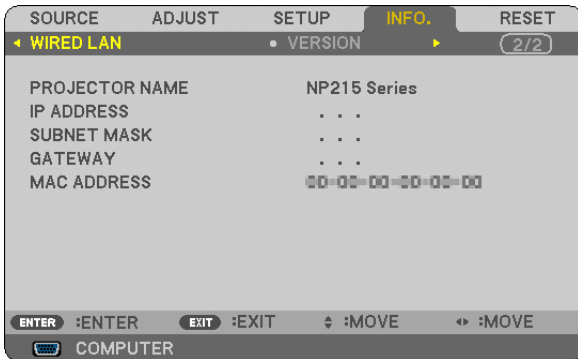 SOURCE ADJUST SETUP INFO. RESET
WIRED LAN • VERSION 2/2
PROJECTOR NAME NP215 Series
IP ADDRESS . . .
SUBNET MASK . . .
GATEWAY . . .
MAC ADDRESS
ENTER :ENTER EXIT :EXIT :MOVE :MOVE
COMPUTER